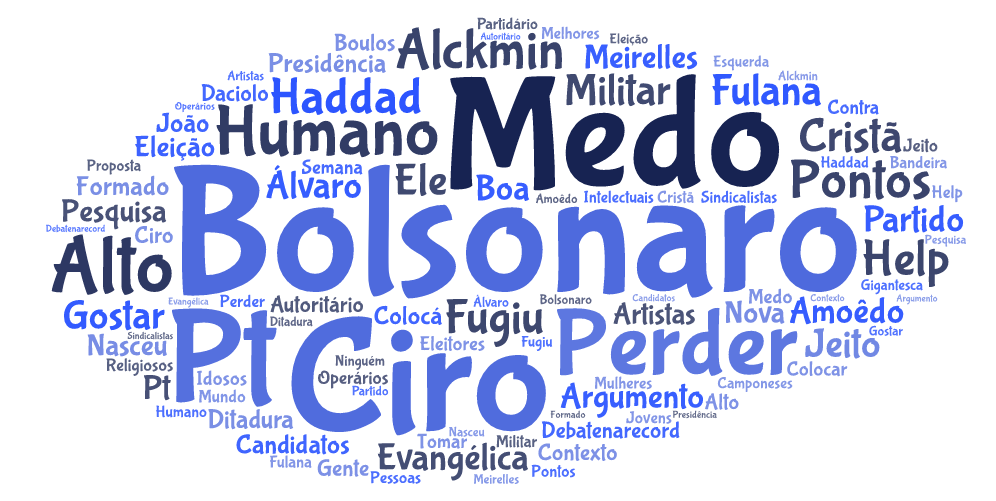 Partidário
Autoritário
Melhores
Boulos
Alckmin
Eleição
Presidência
Meirelles
Esquerda
Artistas
Alckmin
Daciolo
Haddad
Medo
Militar
Fulana
Operários
Contra
João
Humano
Cristã
Jeito
Eleição
Proposta
Semana
Haddad
Bandeira
Formado
Álvaro
Ele
Boa
Pontos
Help
Amoêdo
Intelectuais
Cristã
Sindicalistas
Pesquisa
Bolsonaro
Partido
Debatenarecord
Ciro
Pesquisa
Alto
Help
Gigantesca
Evangélica
Perder
Autoritário
Álvaro
Bolsonaro
Candidatos
Medo
Contexto
Argumento
Gostar
Ditadura
Colocá
Fugiu
Artistas
Nova
Amoêdo
Sindicalistas
Pt
Ciro
Eleitores
Fugiu
Perder
Gostar
Nasceu
Jeito
Religiosos
Ninguém
Colocar
Pt
Idosos
Operários
Mulheres
Camponeses
Mundo
Partido
Argumento
Alto
Humano
Ditadura
Formado
Jovens
Presidência
Candidatos
Tomar
Nasceu
Militar
Debatenarecord
Fulana
Gente
Evangélica
Contexto
Pessoas
Meirelles
Pontos